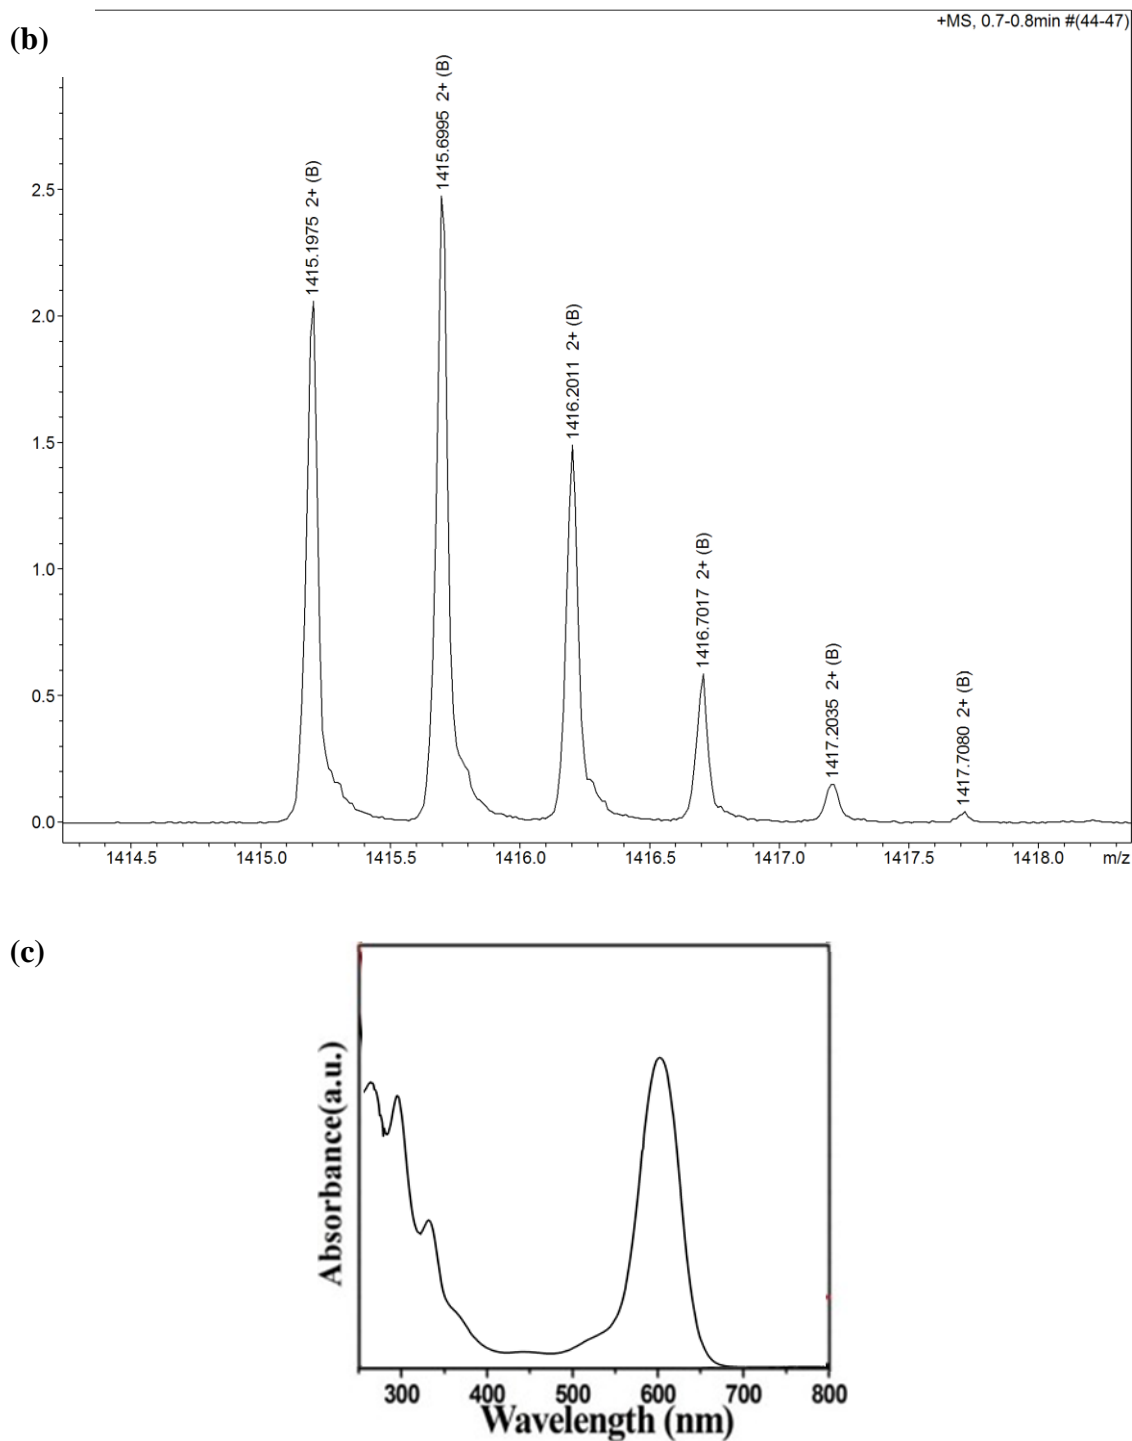 (b)
+MS, 0.7-0.8min #(44-47)
1415.1975 2+ (B)
1415.6995 2+ (B)
1416.2011 2+ (B)
1416.7017 2+ (B)
1417.2035 2+ (B)
1417.7080 2+ (B)
2.5
2.0
1.5
1.0
0.5
0.0
1414.5 1415.0 1415.5 1416.0 1416.5 1417.0 1417.5 1418.0 m/z
(c)
Absorbance(a.u.)
300 400 500 600 700 800
Wavelength (nm)